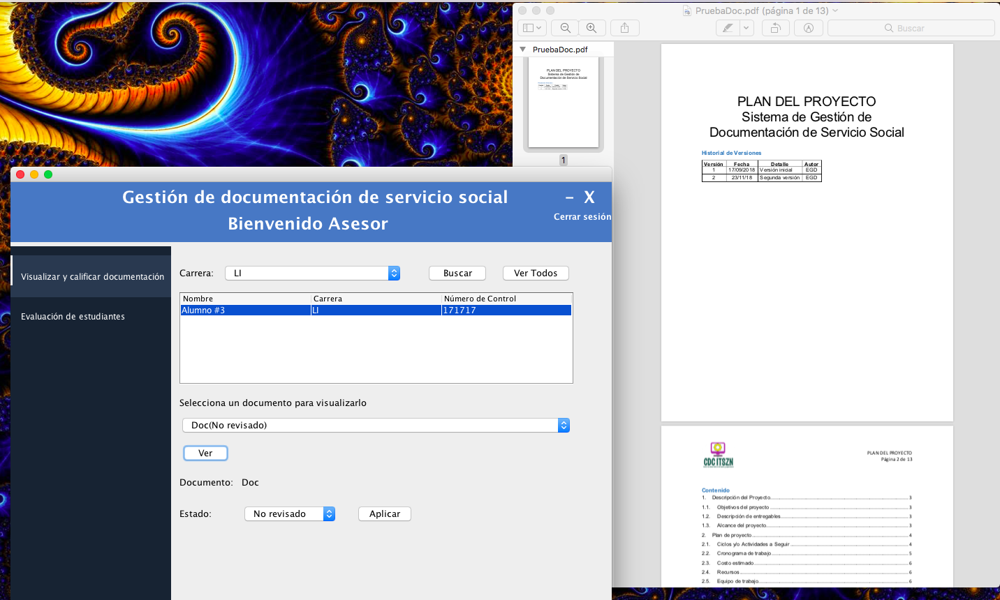 PruebaDoc.pdf (página 1 de 13)
Buscar
PruebaDoc.pdf
PLAN DEL PROYECTO
Sistema de Gestión de
Documentación de Servicio Social
1
PLAN DEL PROYECTO
Sistema de Gestión de
Documentación de Servicio Social
Historial de Versiones
Versión Fecha Detalle Autor
1 17/09/2018 Versión inicial EGD
2 23/11/18 Segunda versión EGD
CDC ITSZN
PLAN DEL PROYECTO
Página 2 de 13
Contenido
1. Descripción del Proyecto 3
1.1. Objetivos del proyecto 3
1.2. Descripción de entregables 3
1.3. Alcance del proyecto 3
2. Plan de proyecto 4
2.1. Ciclos y/o Actividades a Seguir 4
2.2. Cronograma de trabajo 5
2.3. Costo estimado 6
2.4. Recursos 6
2.5. Equipo de trabajo 6
Gestión de documentación de servicio social
– X
Cerrar sesión
Bienvenido Asesor
Visualizar y calificar documentación
Evaluación de estudiantes
Carrera: LI Buscar Ver Todos
Nombre Carrera Número de Control
Alumno #3 LI 171717
Selecciona un documento para visualizarlo
Doc(No revisado)
Ver
Documento: Doc
Estado: No revisado Aplicar